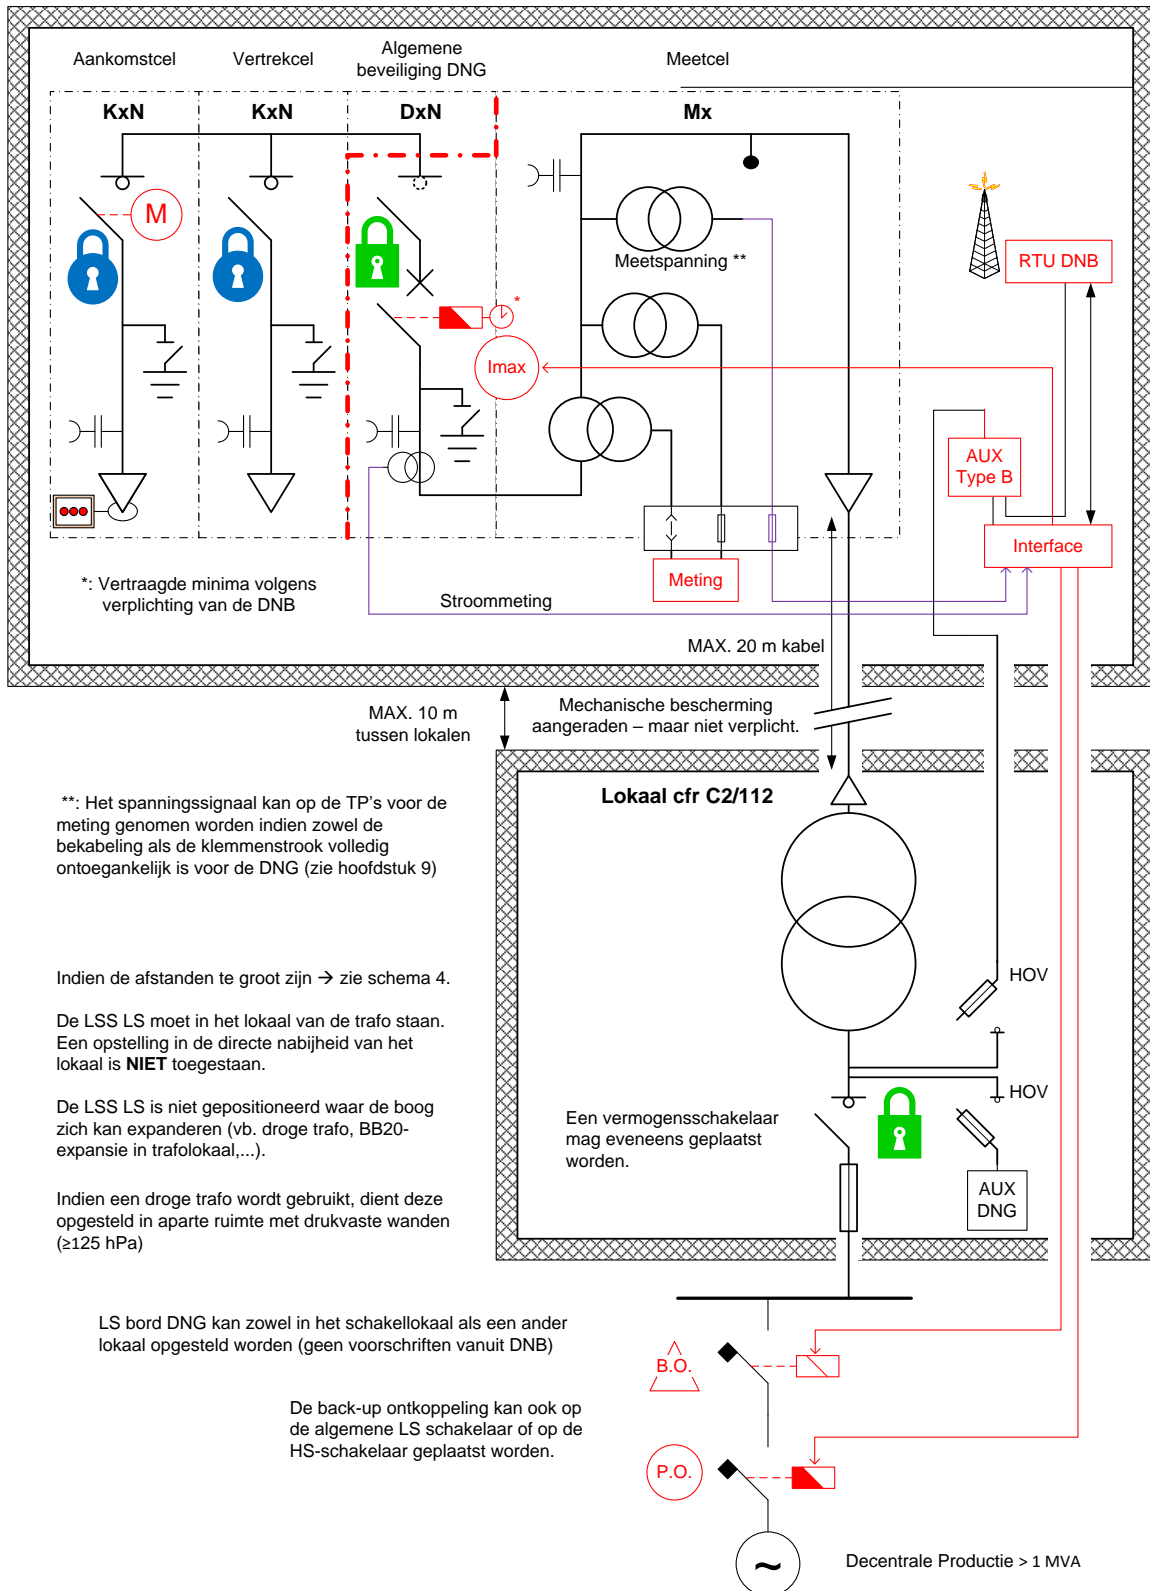 Aankomstcel
Vertrekcel
Algemene
beveiliging DNG
Meetcel
KxN
KxN
DxN
Mx
M
Meetspanning **
RTU DNB
*
Imax
AUX
Type B
Interface
Meting
*: Vertraagde minima volgens
verplichting van de DNB
Stroommeting
MAX. 20 m kabel
MAX. 10 m
tussen lokalen
Mechanische bescherming
aangeraden – maar niet verplicht.
Lokaal cfr C2/112
**: Het spanningssignaal kan op de TP's voor de
meting genomen worden indien zowel de
bekabeling als de klemmenstrook volledig
ontoegankelijk is voor de DNG (zie hoofdstuk 9)
Indien de afstanden te groot zijn → zie schema 4.
De LSS LS moet in het lokaal van de trafo staan.
Een opstelling in de directe nabijheid van het
lokaal is NIET toegestaan.
De LSS LS is niet gepositioneerd waar de boog
zich kan expanderen (vb. droge trafo, BB20-
expansie in trafolokaal,...).
Indien een droge trafo wordt gebruikt, dient deze
opgesteld in aparte ruimte met drukvaste wanden
(≥125 hPa)
HOV
HOV
Een vermogensschakelaar
mag eveneens geplaatst
worden.
AUX
DNG
LS bord DNG kan zowel in het schakellokaal als een ander
lokaal opgesteld worden (geen voorschriften vanuit DNB)
B.O.
De back-up ontkoppeling kan ook op
de algemene LS schakelaar of op de
HS-schakelaar geplaatst worden.
P.O.
~
Decentrale Productie > 1 MVA